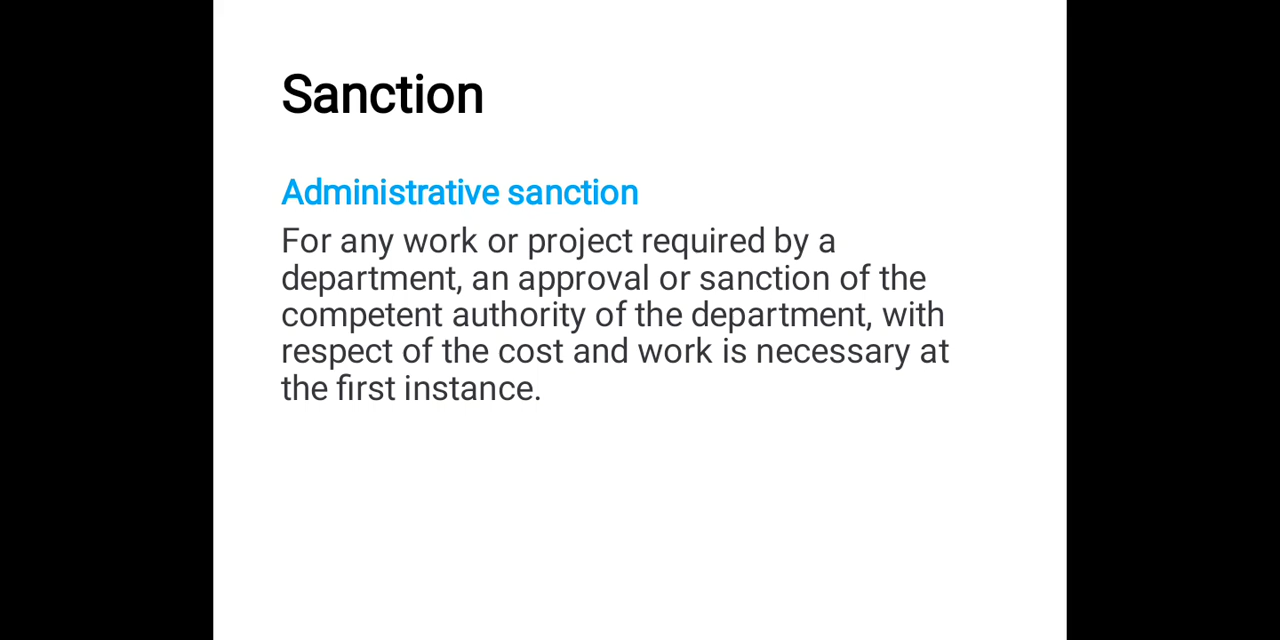 Sanction
Administrative sanction
For any work or project required by a
department, an approval or sanction of the
competent authority of the department, with
respect of the cost and work is necessary at
the first instance.